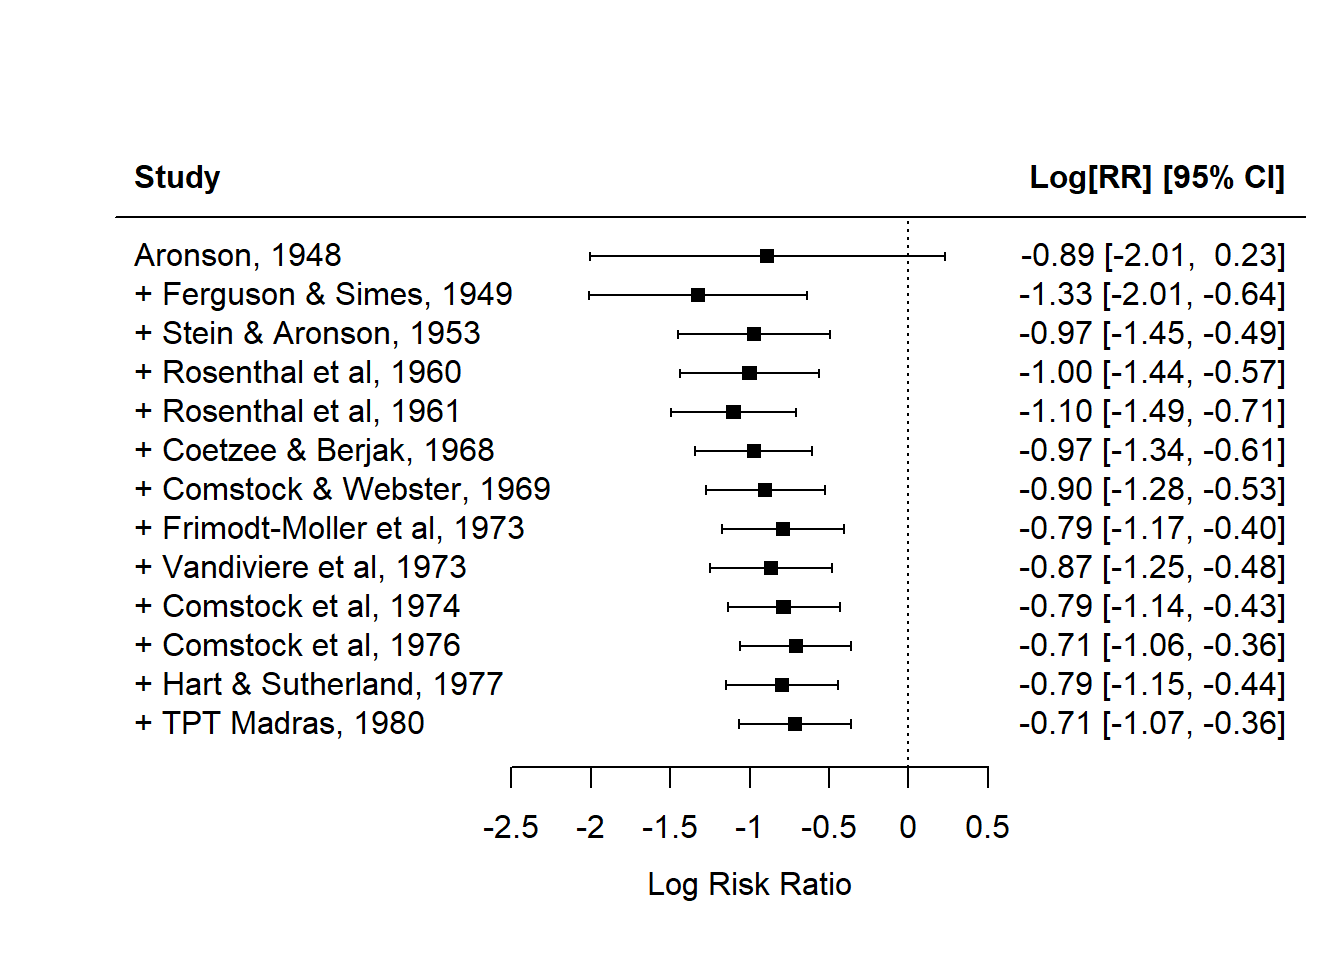 Study Log[RR] [95% CI]
Aronson, 1948 -0.89 [-2.01,  0.23]
+ Ferguson & Simes, 1949 -1.33 [-2.01, -0.64]
+ Stein & Aronson, 1953 -0.97 [-1.45, -0.49]
+ Rosenthal et al, 1960 -1.00 [-1.44, -0.57]
+ Rosenthal et al, 1961 -1.10 [-1.49, -0.71]
+ Coetzee & Berjak, 1968 -0.97 [-1.34, -0.61]
+ Comstock & Webster, 1969 -0.90 [-1.28, -0.53]
+ Frimodt-Moller et al, 1973 -0.79 [-1.17, -0.40]
+ Vandiviere et al, 1973 -0.87 [-1.25, -0.48]
+ Comstock et al, 1974 -0.79 [-1.14, -0.43]
+ Comstock et al, 1976 -0.71 [-1.06, -0.36]
+ Hart & Sutherland, 1977 -0.79 [-1.15, -0.44]
+ TPT Madras, 1980 -0.71 [-1.07, -0.36]
-2.5 -2 -1.5 -1 -0.5 0 0.5
Log Risk Ratio